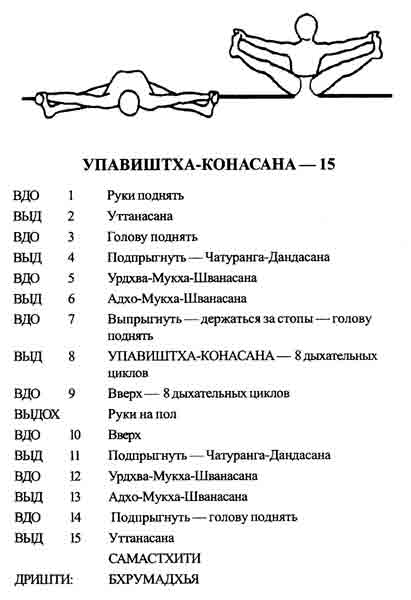 УПАВИШТХА-КОНАСАНА — 15
ВДО 1 Руки поднять
ВЫД 2 Уттанасана
ВДО 3 Голову поднять
ВЫД 4 Подпрыгнуть — Чатуранга-Дандасана
ВДО 5 Урдхва-Мукха-Шванасана
ВЫД 6 Адхо-Мукха-Шванасана
ВДО 7 Выпрыгнуть — держаться за стопы — голову
поднять
ВЫД 8 УПАВИШТХА-КОНАСАНА — 8 дыхательных
циклов
ВДО 9 Вверх — 8 дыхательных циклов
ВЫДОХ Руки на пол
ВДО 10 Вверх
ВЫД 11 Подпрыгнуть — Чатуранга-Дандасана
ВДО 12 Урдхва-Мукха-Шванасана
ВЫД 13 Адхо-Мукха-Шванасана
ВДО 14 Подпрыгнуть — голову поднять
ВЫД 15 Уттанасана
САМАСТХИТИ
ДРИШТИ: БХРУМАДХЬЯ